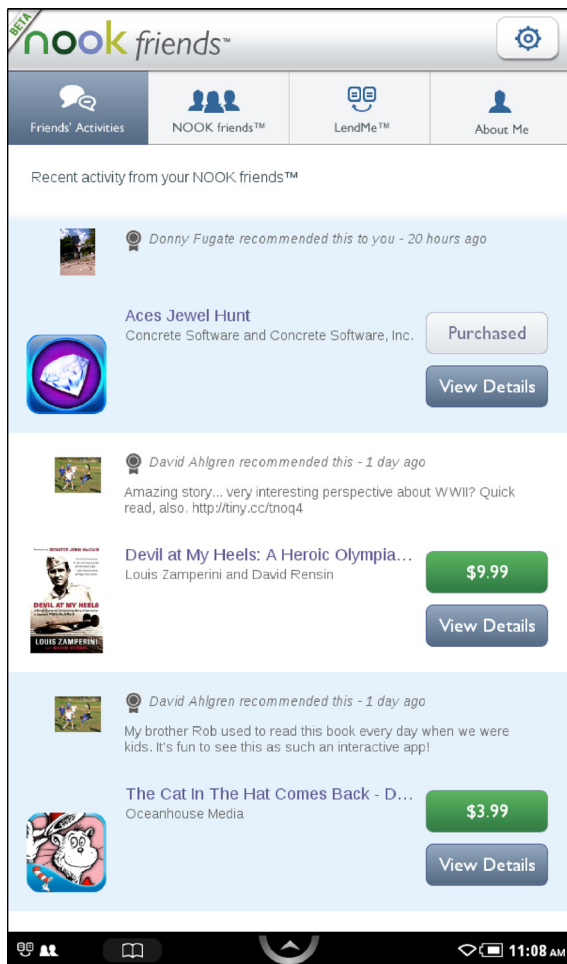 BETA
nook friends™
Friends' Activities
NOOK friends™
LendMe™
About Me
Recent activity from your NOOK friends™
Donny Fugate recommended this to you - 20 hours ago
Aces Jewel Hunt
Concrete Software and Concrete Software, Inc.
Purchased
View Details
David Ahlgren recommended this - 1 day ago
Amazing story... very interesting perspective about WWII? Quick
read, also. http://tiny.cc/tnoq4
Devil at My Heels: A Heroic Olympia...
Louis Zamperini and David Rensin
$9.99
View Details
DEVIL AT MY HEELS
LOUIS ZAMPERINI
David Ahlgren recommended this - 1 day ago
My brother Rob used to read this book every day when we were
kids. It's fun to see this as such an interactive app!
The Cat In The Hat Comes Back - D...
Oceanhouse Media
$3.99
View Details
11:08 AM